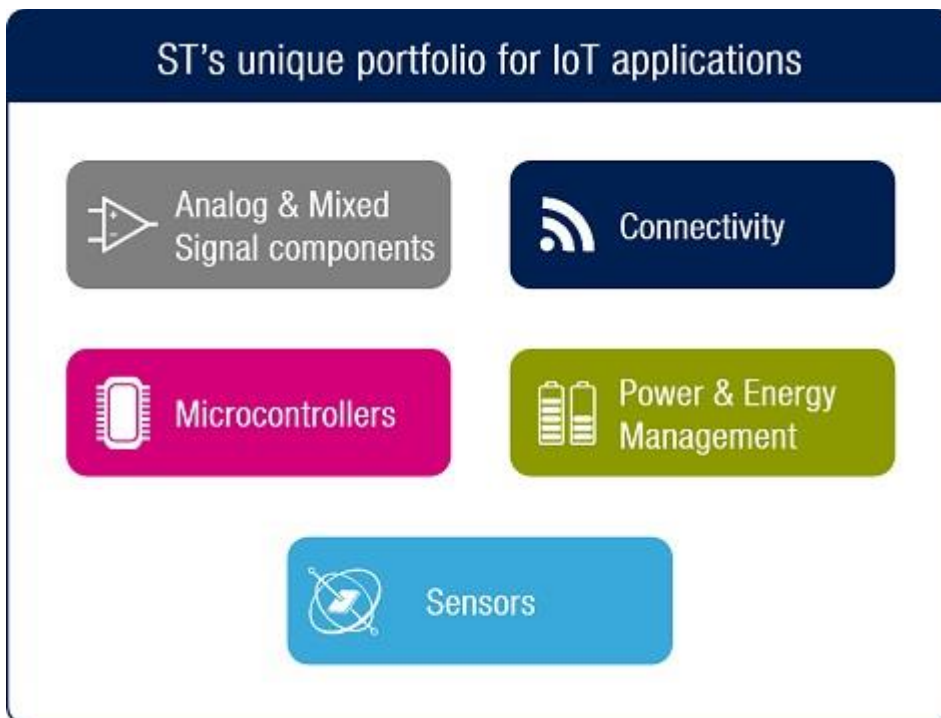 ST's unique portfolio for IoT applications
Analog & Mixed
Signal components
Connectivity
Microcontrollers
Power & Energy
Management
Sensors